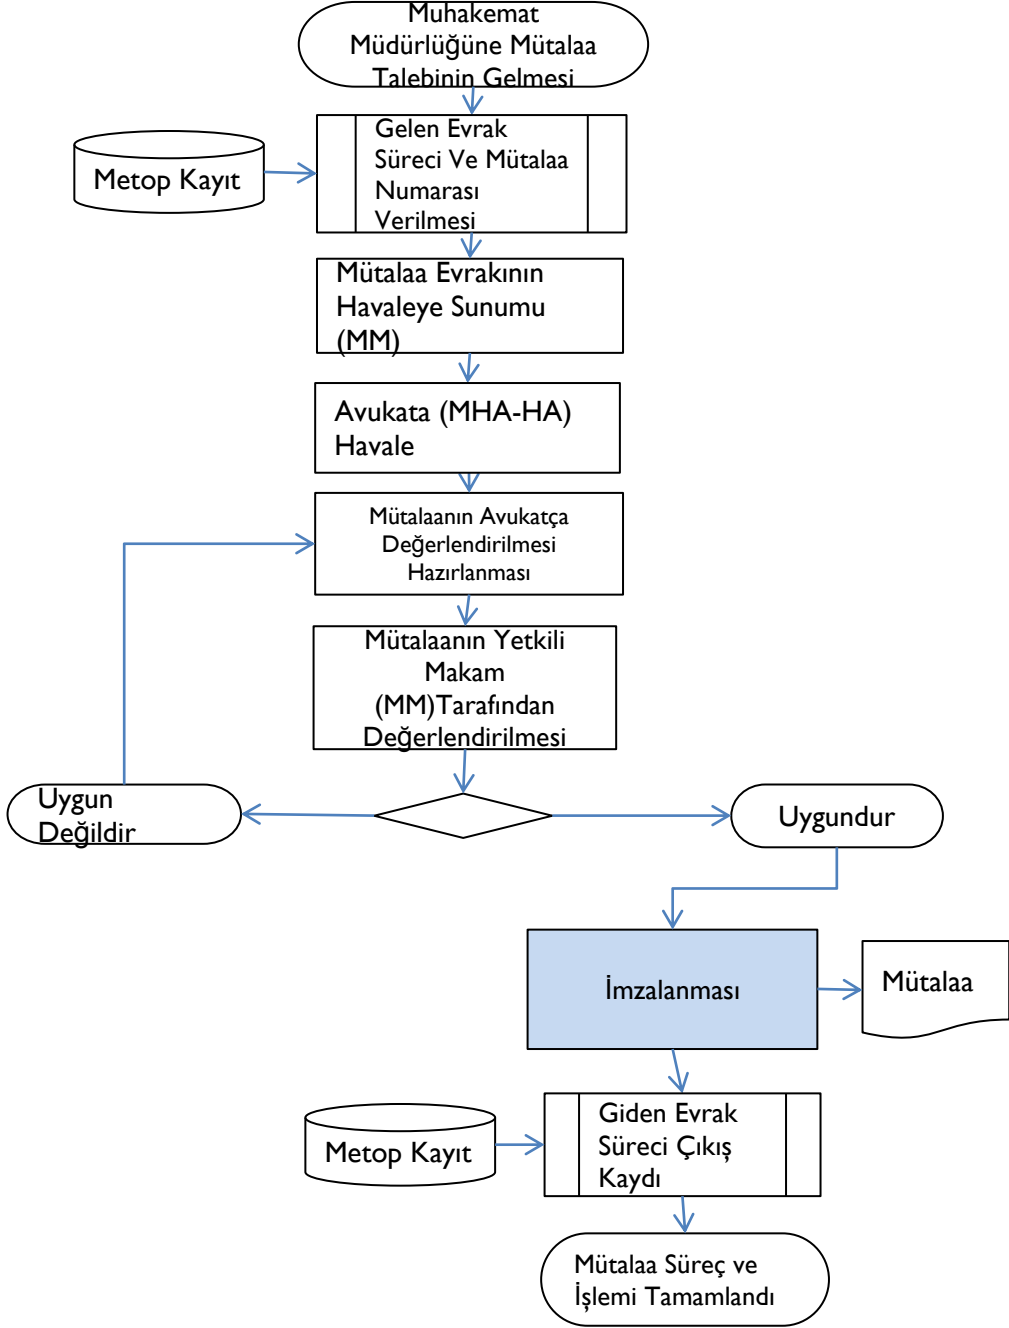 Muhakemat
Müdürlüğüne Mütalaa
Talebinin Gelmesi
Gelen Evrak
Süreci Ve Mütalaa
Numarası
Verilmesi
Metop Kayıt
Mütalaa Evrakının
Havaleye Sunumu
(MM)
Avukata (MHA-HA)
Havale
Mütalaanın Avukatça
Değerlendirilmesi
Hazırlanması
Mütalaanın Yetkili
Makam
(MM)Tarafından
Değerlendirilmesi
Uygun
Değildir
Uygundur
İmzalanması
Mütalaa
Giden Evrak
Süreci Çıkış
Kaydı
Metop Kayıt
Mütalaa Süreç ve
İşlemi Tamamlandı